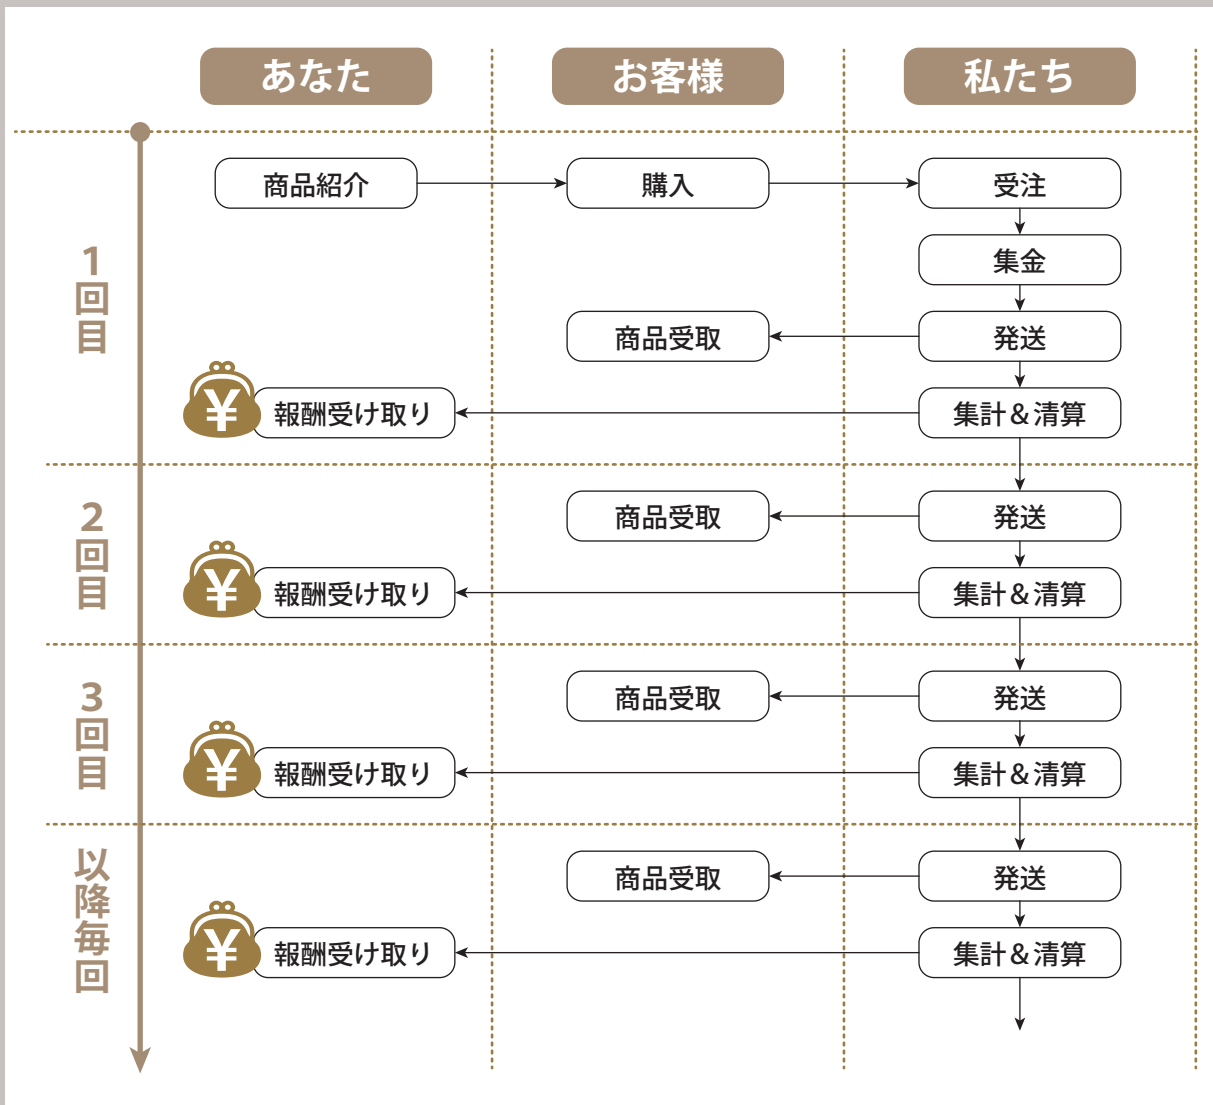 あなた
お客様
私たち
1回目
商品紹介
購入
受注
集金
商品受取
発送
¥
報酬受け取り
集計&清算
2回目
商品受取
発送
¥
報酬受け取り
集計&清算
3回目
商品受取
発送
¥
報酬受け取り
集計&清算
以降毎回
商品受取
発送
¥
報酬受け取り
集計&清算